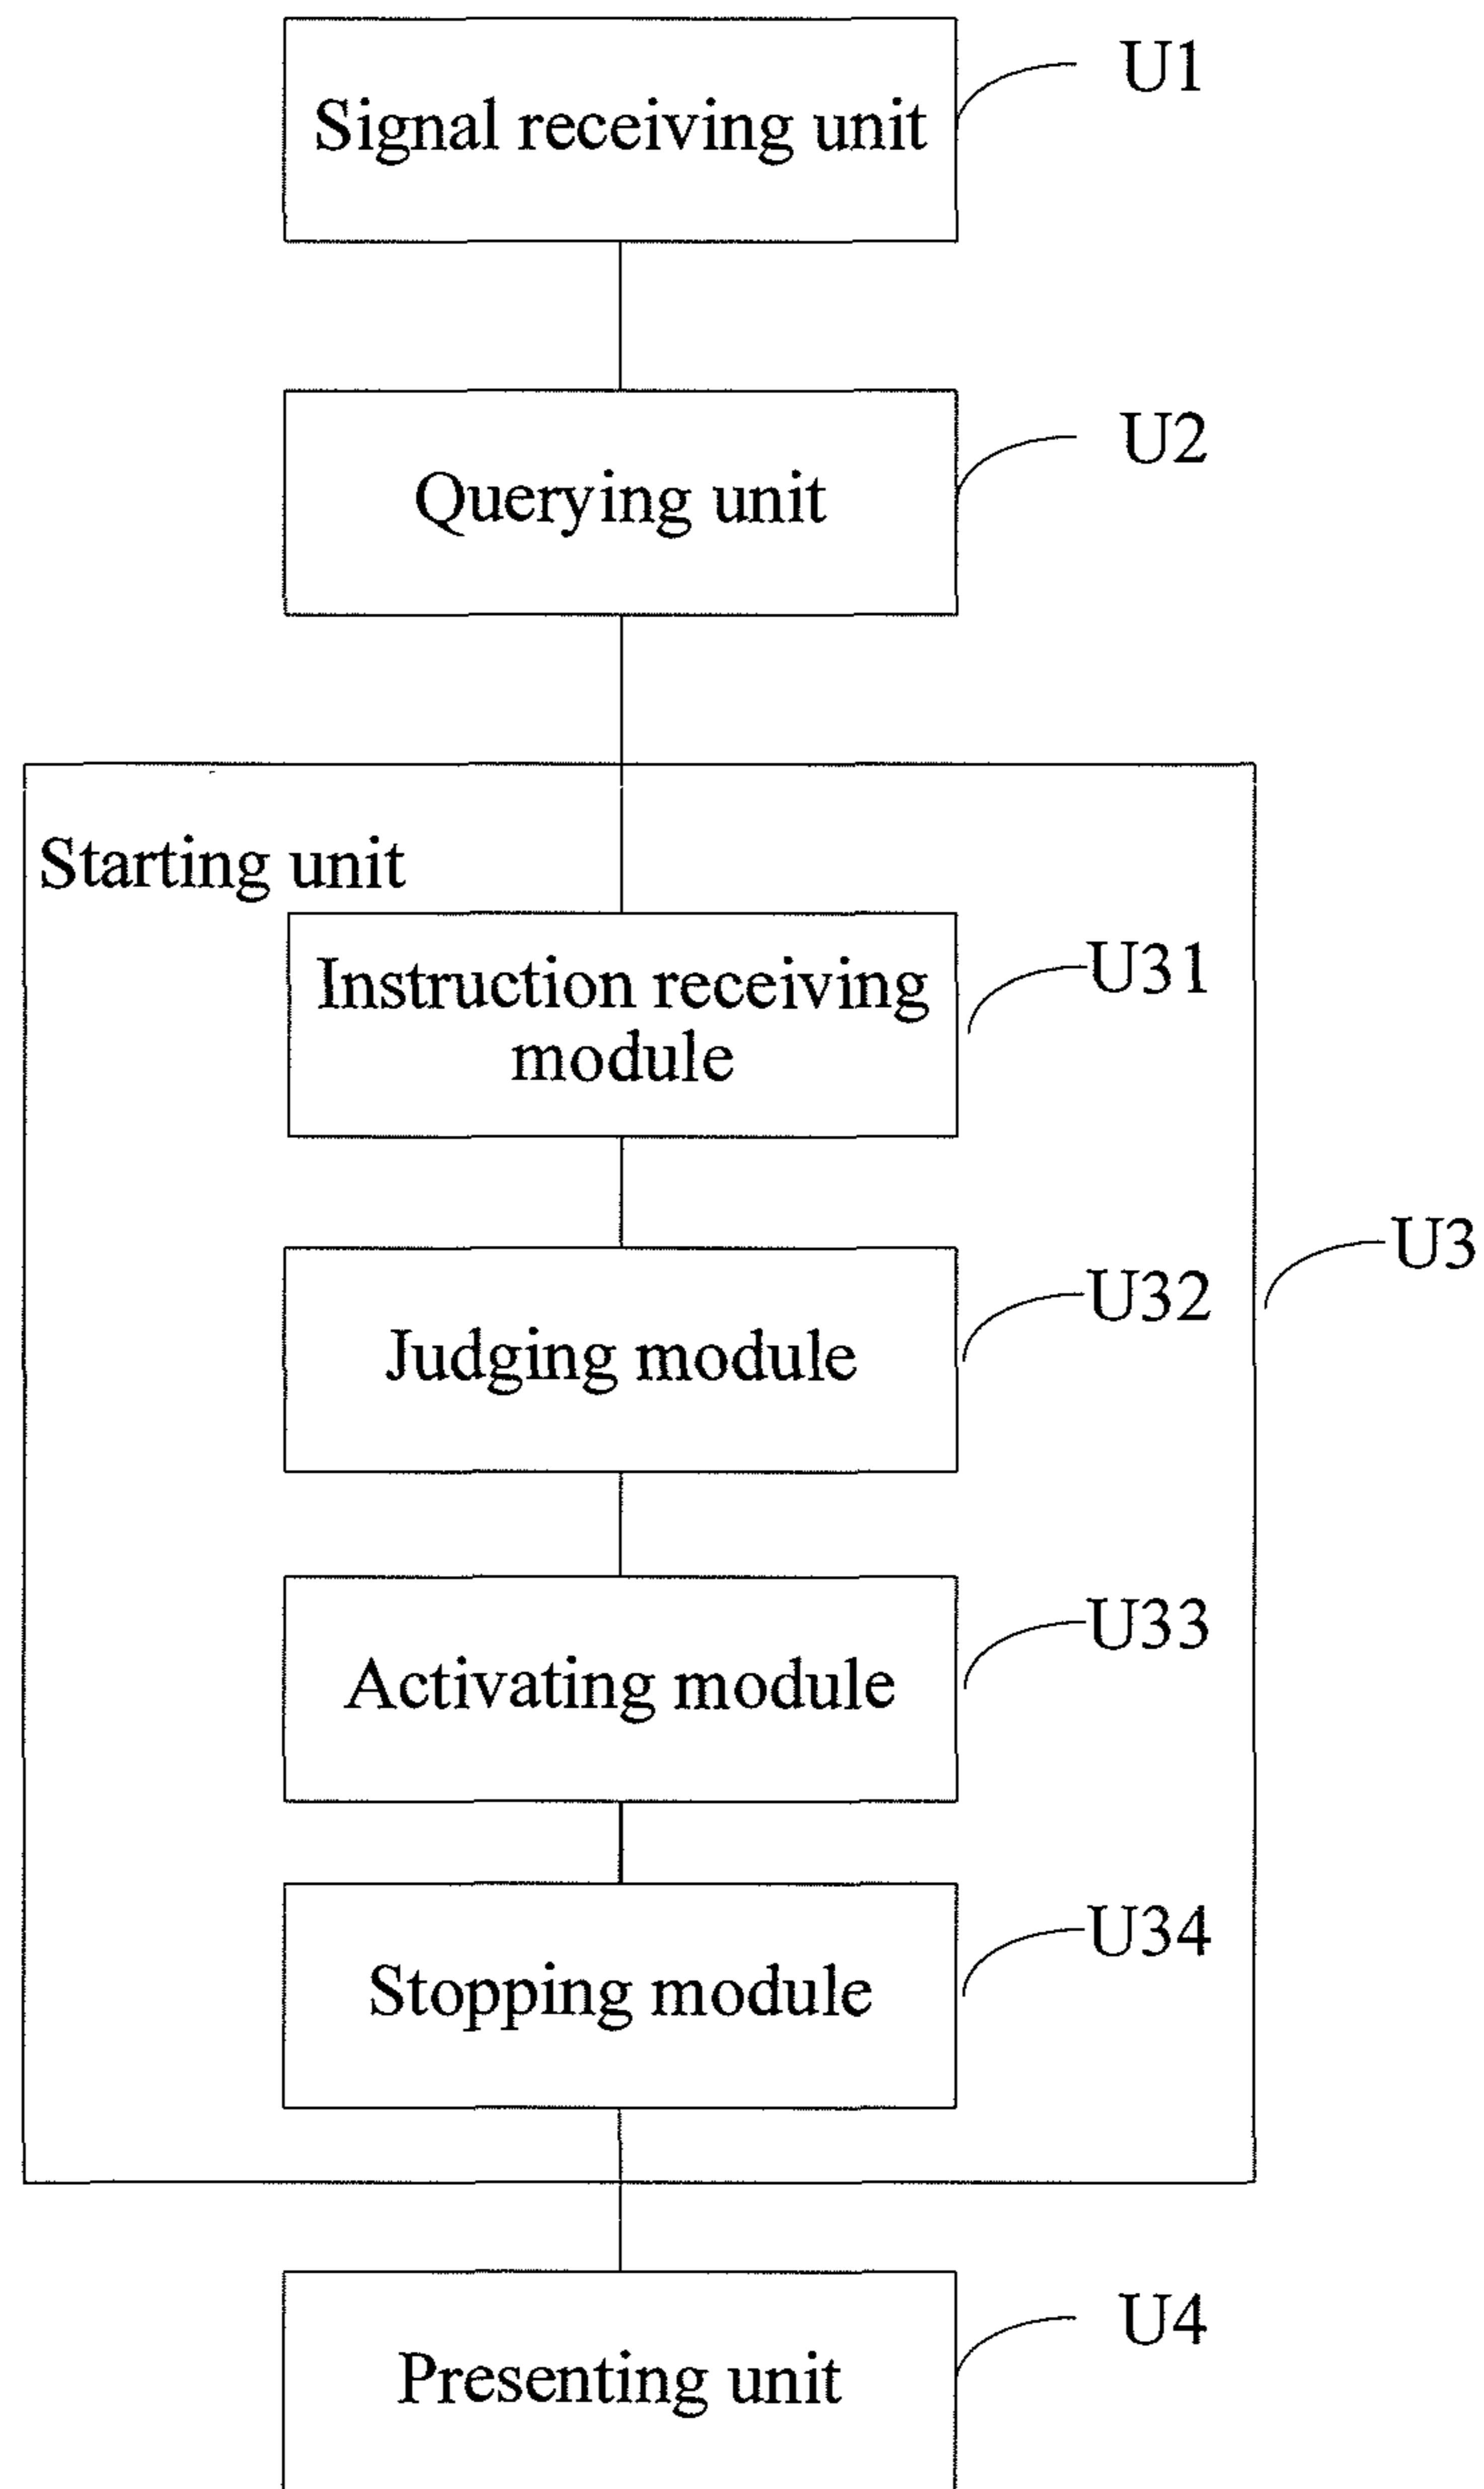 Signal receiving unit
U1
Querying unit
U2
Starting unit
Instruction receiving
module
U31
Judging module
U32
U3
Activating module
U33
Stopping module
U34
Presenting unit
U4